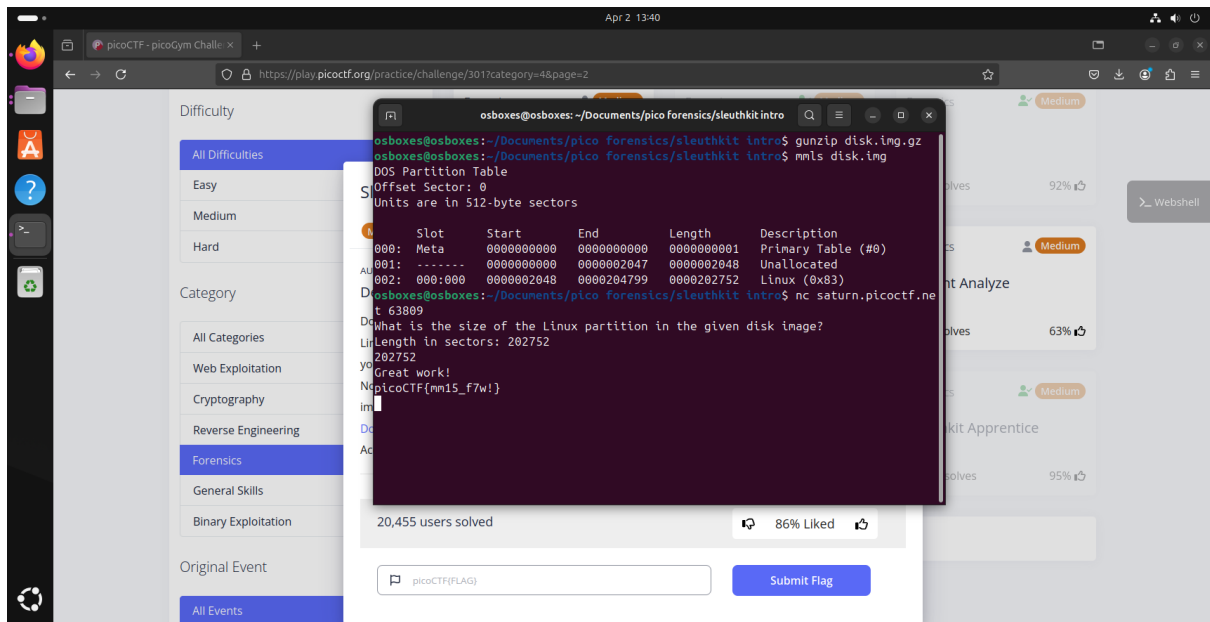 Apr 2 13:40
picoCTF - picoGym Challe
https://play.picoctf.org/practice/challenge/301?category=4&page=2
Difficulty
All Difficulties
Easy
Medium
Hard
Category
All Categories
Web Exploitation
Cryptography
Reverse Engineering
Forensics
General Skills
Binary Exploitation
Original Event
All Events
osboxes@osboxes: ~/Documents/pico forensics/sleuthkit intro
osboxes@osboxes:~/Documents/pico forensics/sleuthkit intro$ gunzip disk.img.gz
osboxes@osboxes:~/Documents/pico forensics/sleuthkit intro$ mmls disk.img
DOS Partition Table
Offset Sector: 0
Units are in 512-byte sectors
Slot Start End Length Description
000: Meta 0000000000 0000000000 0000000001 Primary Table (#0)
001: ------- 0000000000 0000002047 0000002048 Unallocated
002: 000:000 0000002048 0000204799 0000202752 Linux (0x83)
osboxes@osboxes:~/Documents/pico forensics/sleuthkit intro$ nc saturn.picoctf.ne
t 63809
What is the size of the Linux partition in the given disk image?
Length in sectors: 202752
202752
Great work!
picoCTF{mm15_f7w!}
20,455 users solved
86% Liked
picoCTF{FLAG}
Submit Flag
Medium
olves 92%
>_ Webshell
Medium
nt Analyze
olves 63%
Medium
kit Apprentice
solves 95%